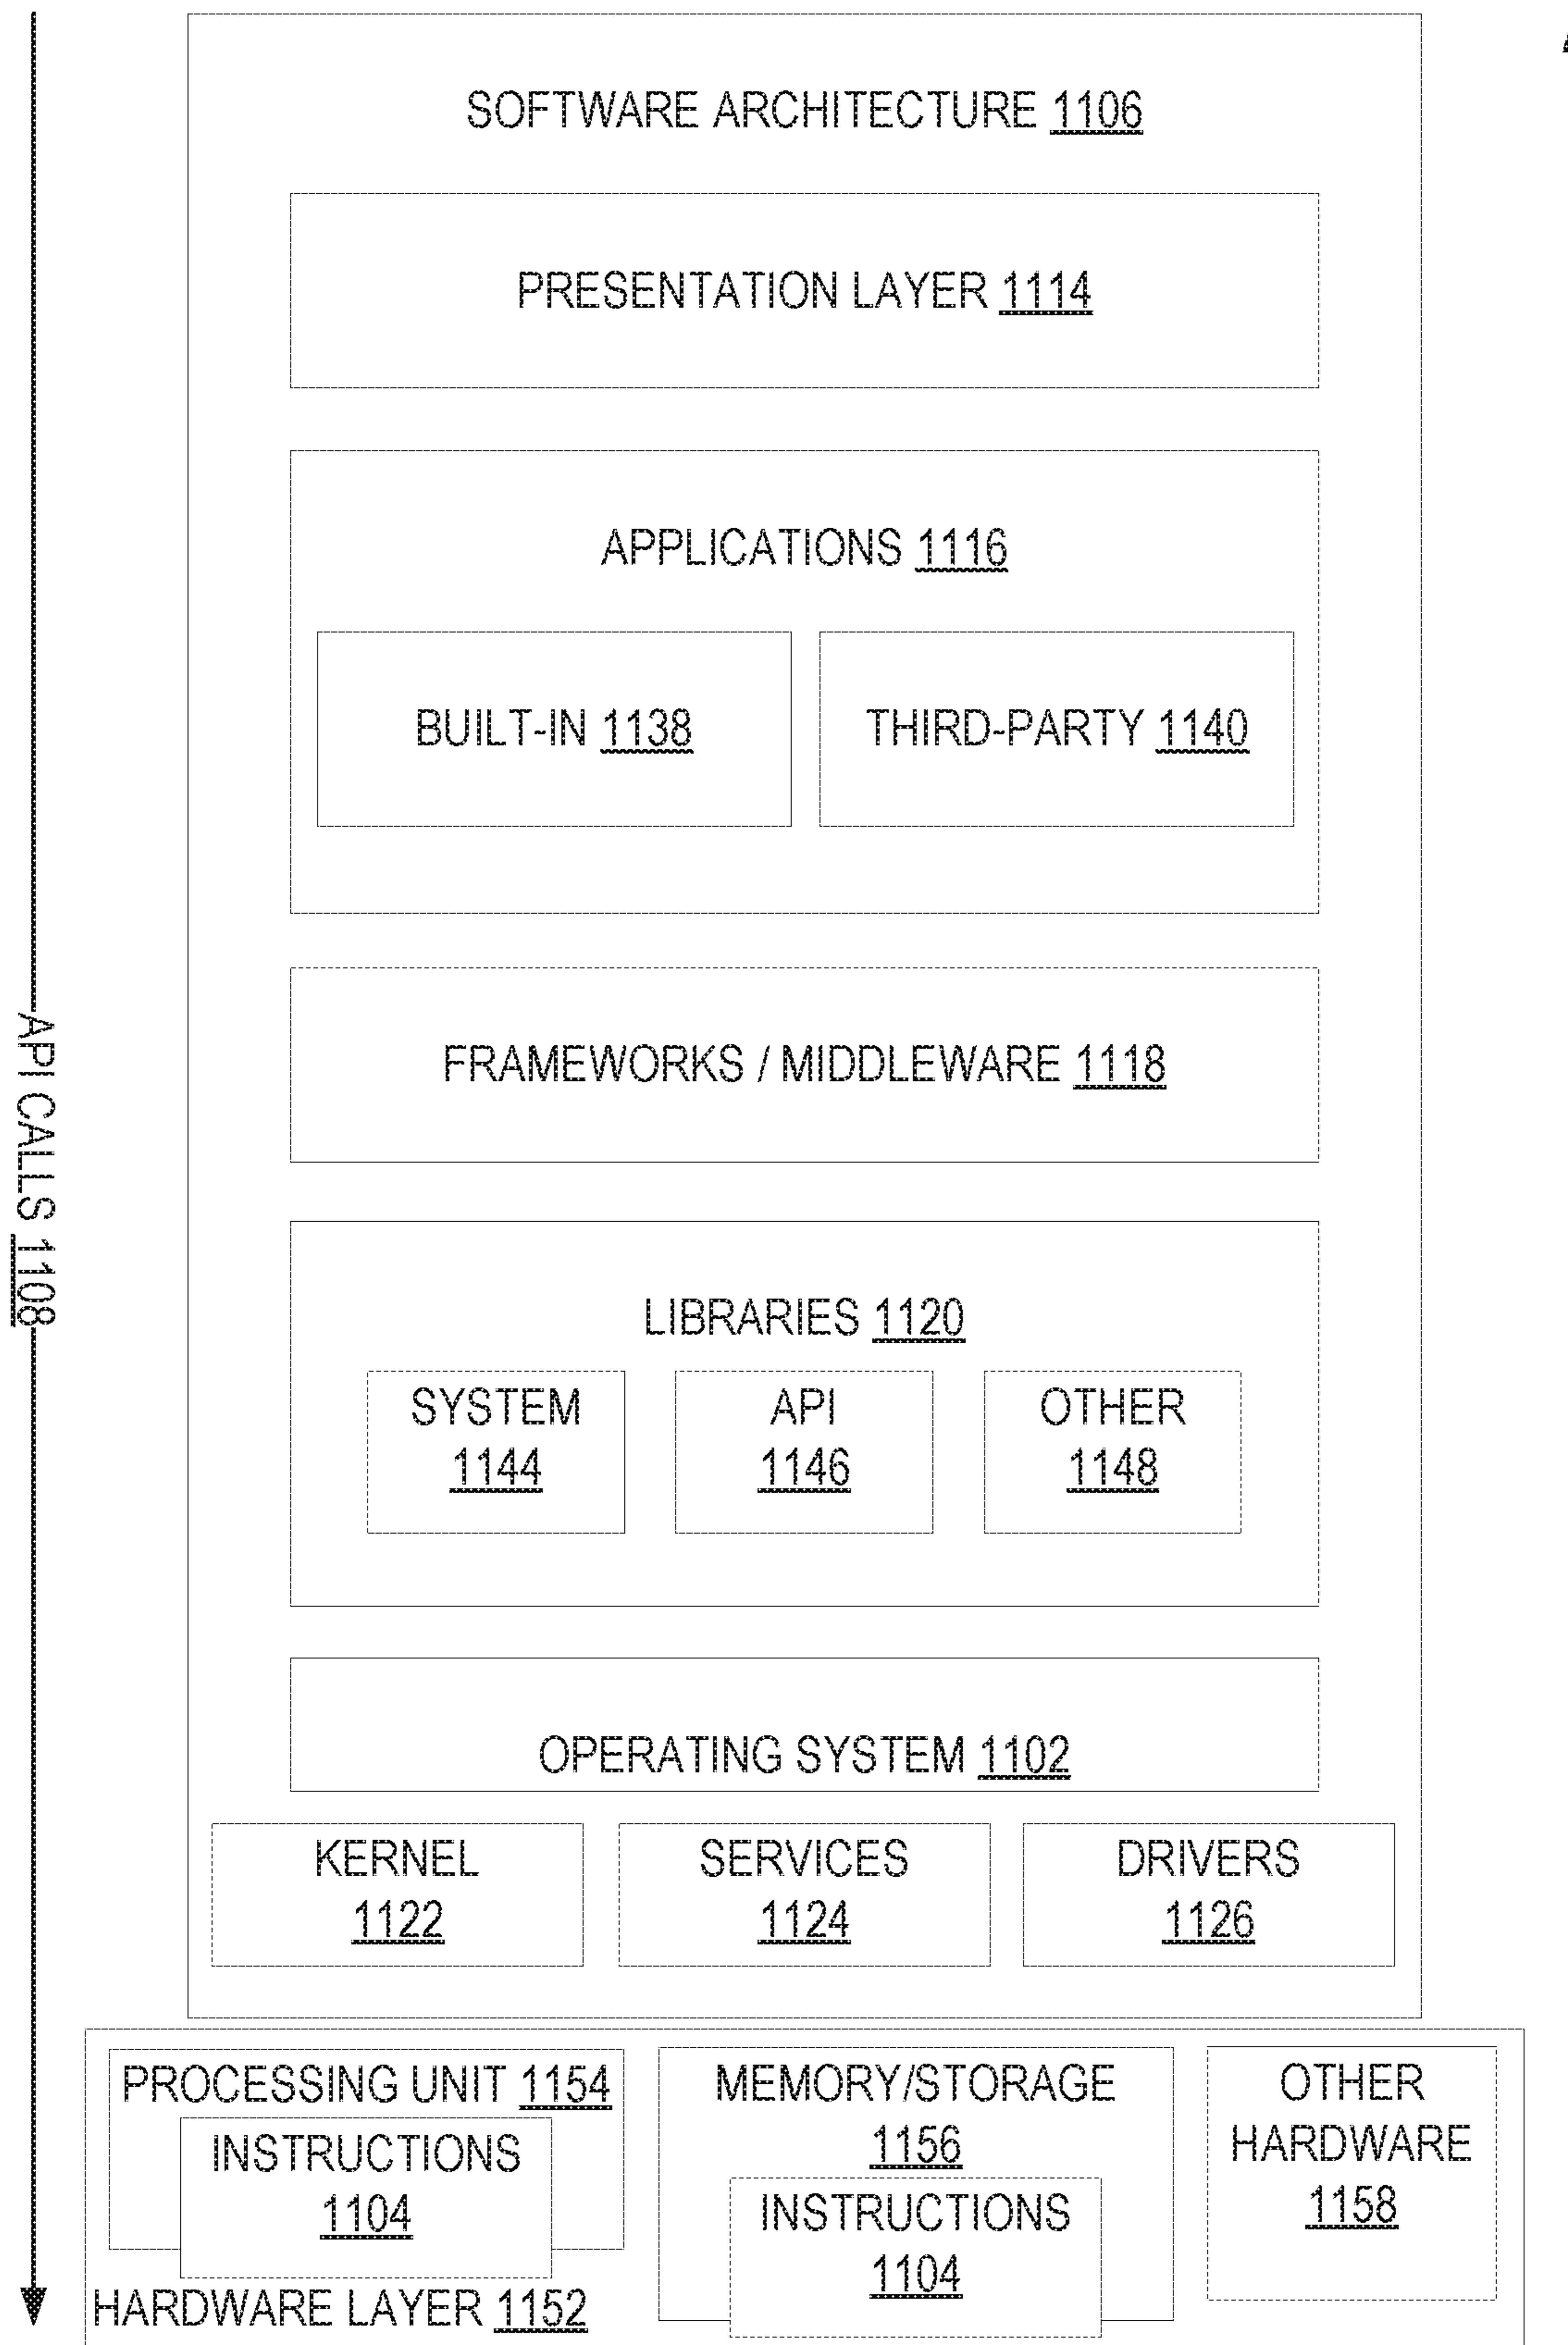 SOFTWARE ARCHITECTURE 1106
PRESENTATION LAYER 1114
APPLICATIONS 1116
BUILT-IN 1138
THIRD-PARTY 1140
FRAMEWORKS / MIDDLEWARE 1118
API CALLS 1108
LIBRARIES 1120
SYSTEM
1144
API
1146
OTHER
1148
OPERATING SYSTEM 1102
KERNEL
1122
SERVICES
1124
DRIVERS
1126
PROCESSING UNIT 1154
INSTRUCTIONS
1104
MEMORY/STORAGE
1156
INSTRUCTIONS
1104
OTHER
HARDWARE
1158
HARDWARE LAYER 1152